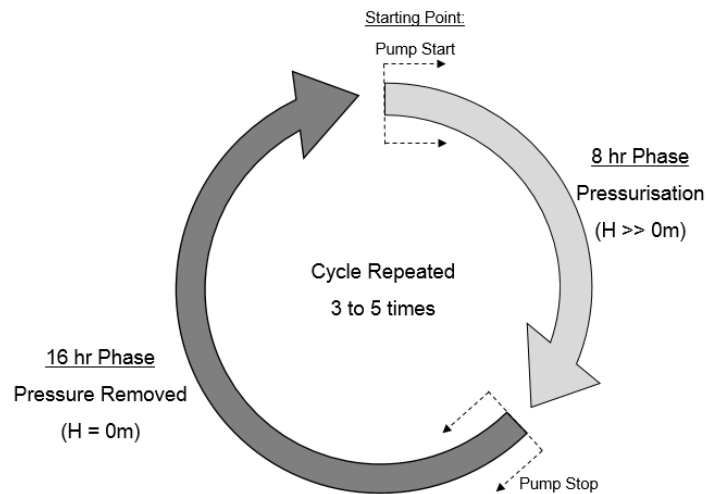 Starting Point:
Pump Start
8 hr Phase
Pressurisation
(H >> 0m)
Cycle Repeated
3 to 5 times
16 hr Phase
Pressure Removed
(H = 0m)
Pump Stop